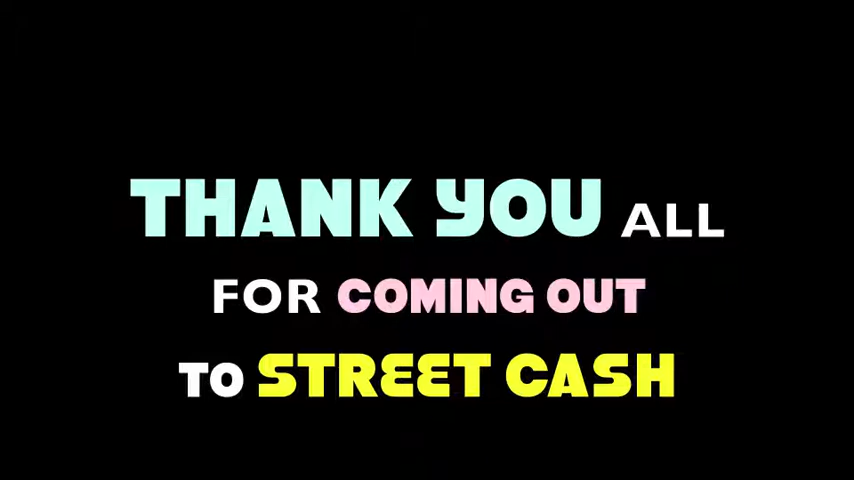 THANK YOU ALL
FOR COMING OUT
TO STREET CASH